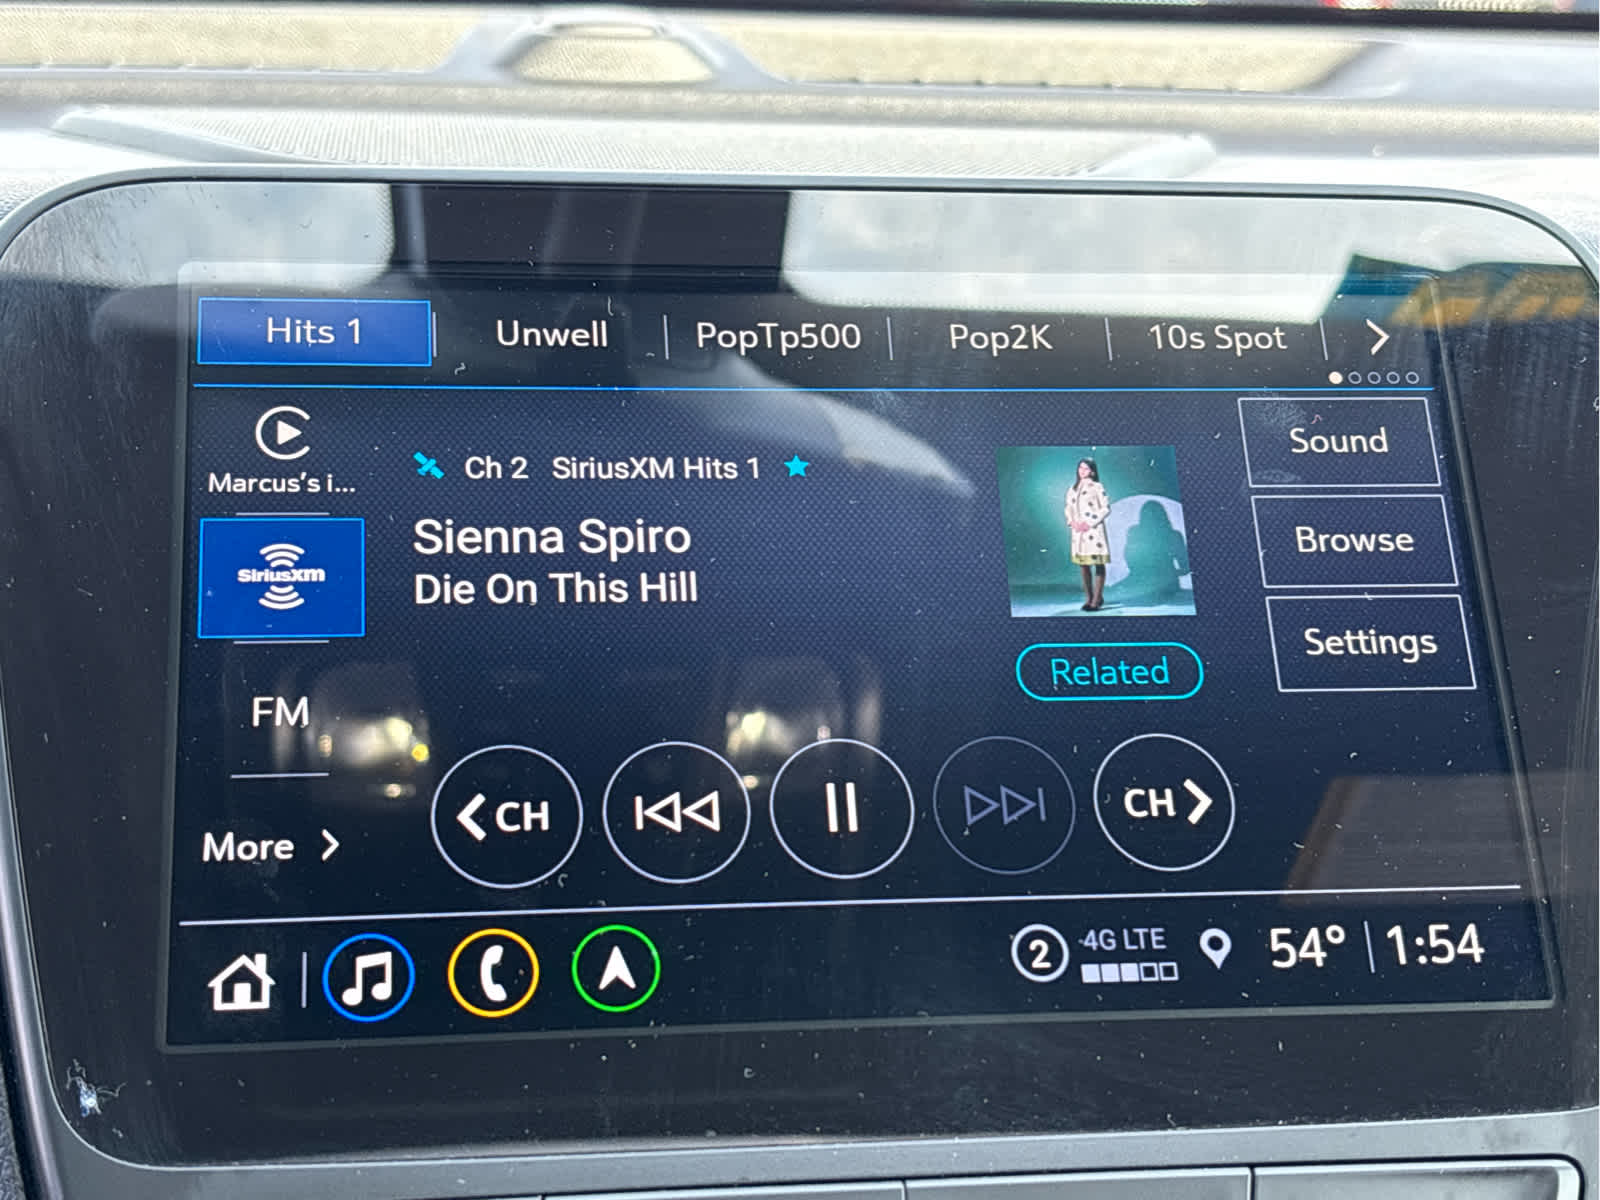 Hits 1
Unwell
PopTp500
Pop2K
10s Spot
Marcus's i...
Ch 2 SiriusXM Hits 1
Sienna Spiro
Die On This Hill
Sound
Browse
Settings
SiriusXM
Related
FM
More
CH
CH
2
4G LTE
54° 1:54